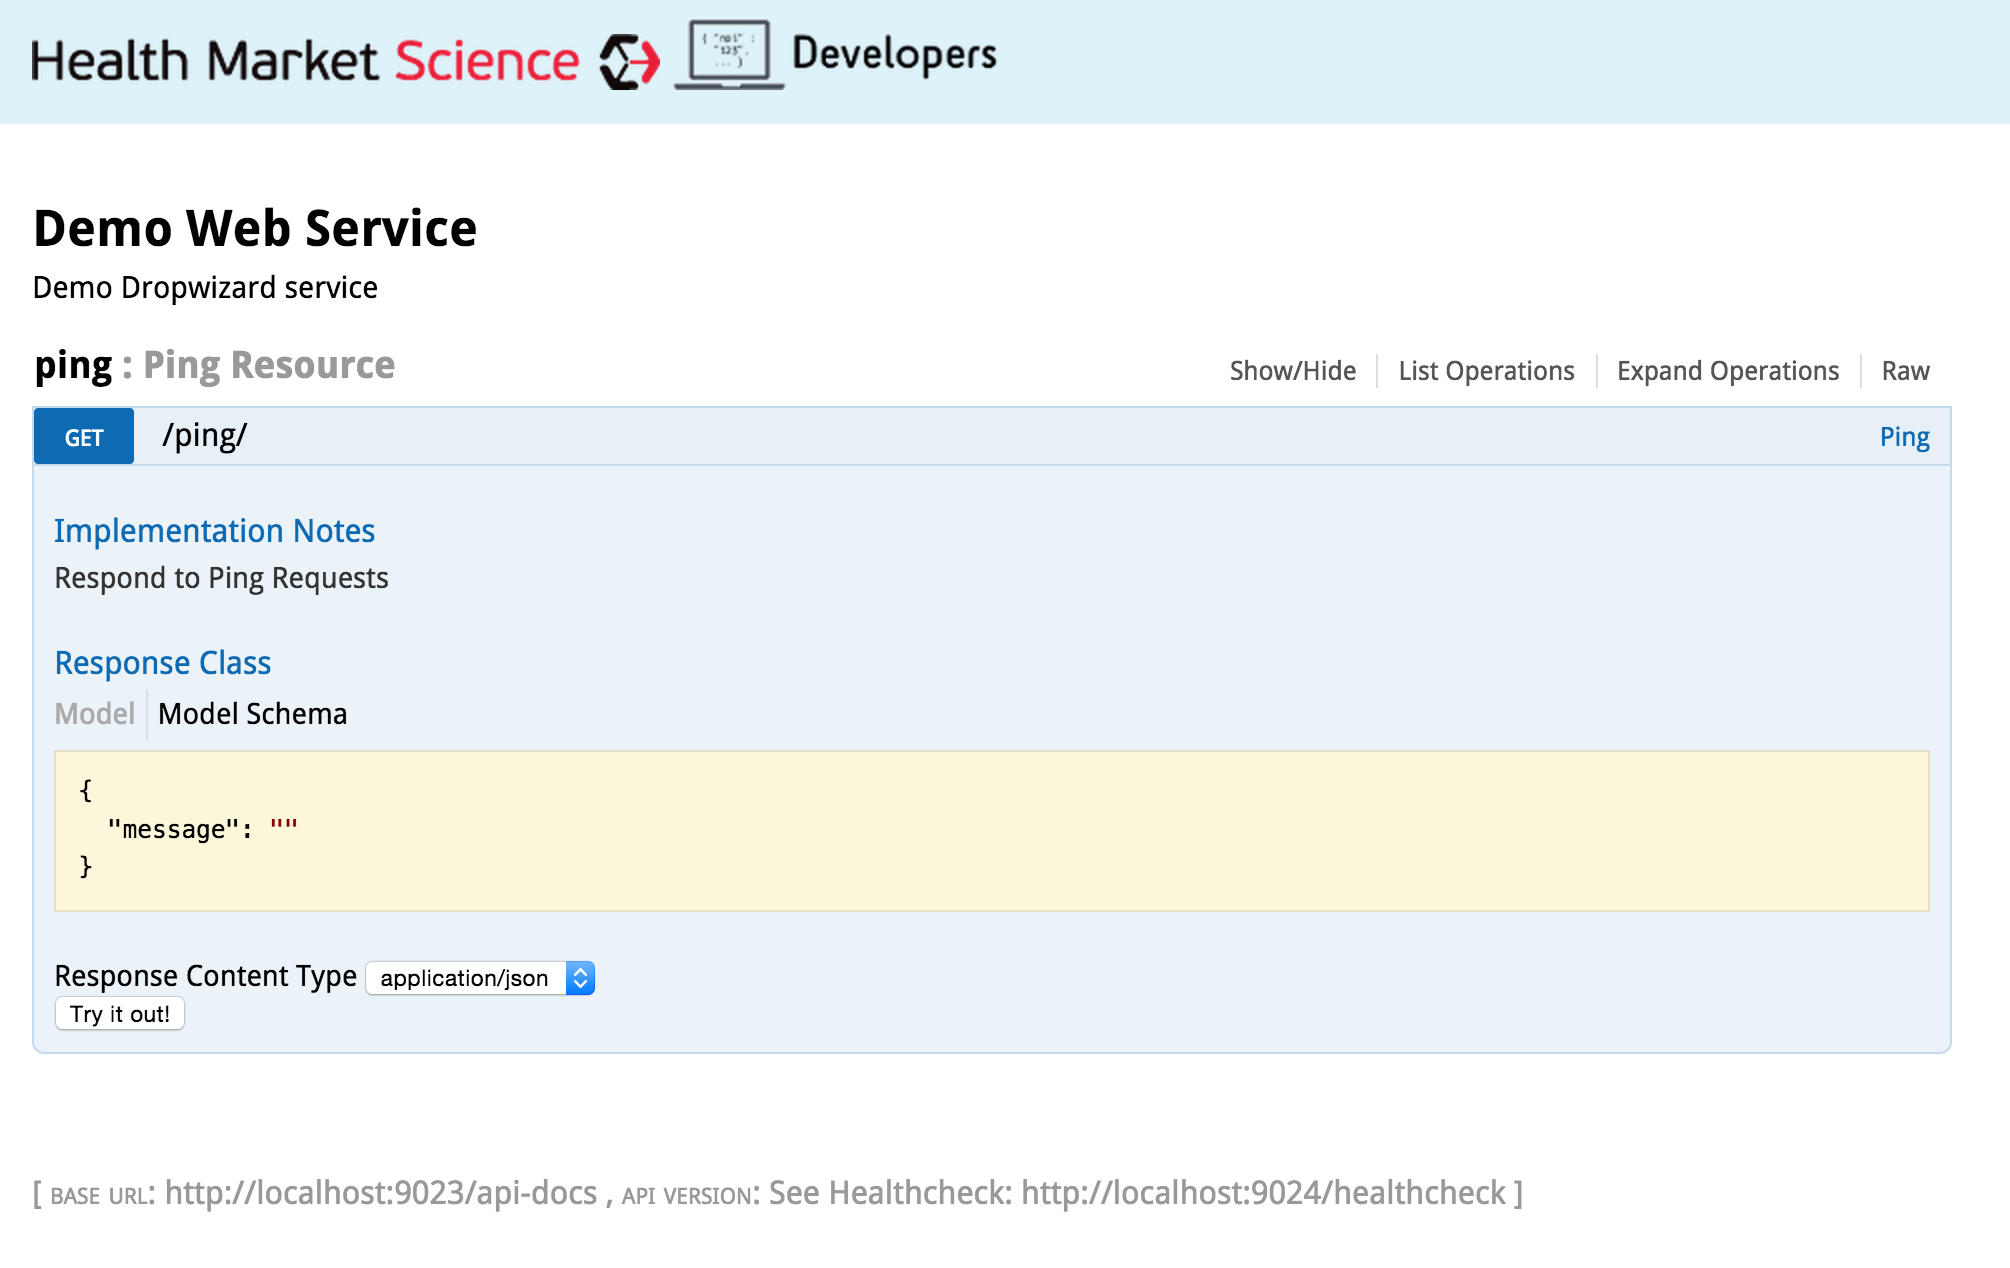 Health Market Science
{ "npi" :
"123",
... }
Developers
Demo Web Service
Demo Dropwizard service
ping : Ping Resource
Show/Hide List Operations Expand Operations Raw
GET /ping/ Ping
Implementation Notes
Respond to Ping Requests
Response Class
Model Model Schema
{
"message": ""
}
Response Content Type application/json
Try it out!
[ BASE URL: http://localhost:9023/api-docs , API VERSION: See Healthcheck: http://localhost:9024/healthcheck ]